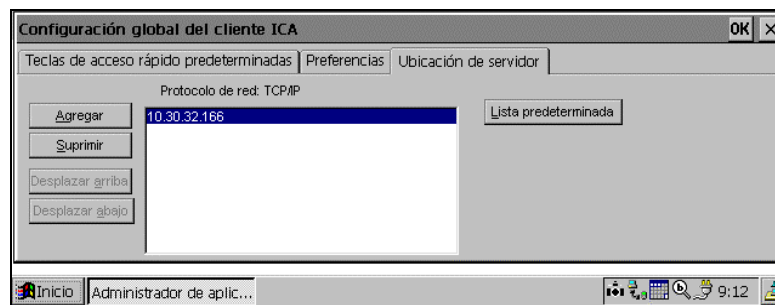 Configuración global del cliente ICA OK ×
Teclas de acceso rápido predeterminadas Preferencias Ubicación de servidor
Protocolo de red: TCP/IP
Agregar 10.30.32.166 Lista predeterminada
Suprimir
Desplazar arriba
Desplazar abajo
Inicio Administrador de aplic... 9:12